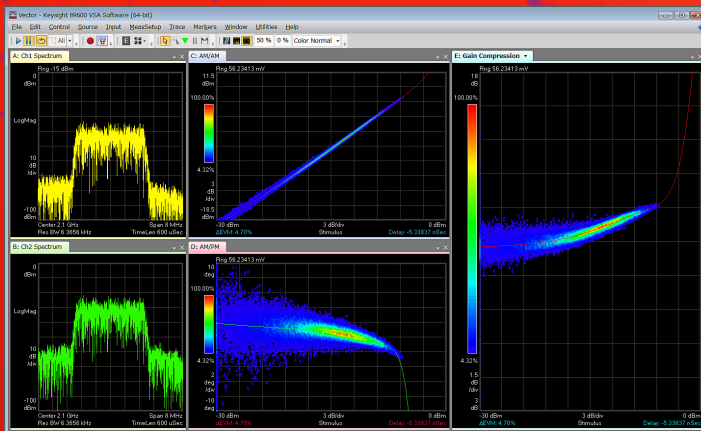 Vector - Keysight 89600 VSA Software (64-bit)
File Edit Control Source Input MeasSetup Trace Markers Window Utilities Help
All 50 % 0 % Color Normal
A: Ch1 Spectrum
Rng -15 dBm
0
dBm
LogMag
10
dB
/div
-100
dBm
Center 2.1 GHz Span 8 MHz
Res BW 6.3656 kHz TimeLen 600 uSec
B: Ch2 Spectrum
0
dBm
LogMag
10
dB
/div
-100
dBm
Center 2.1 GHz Span 8 MHz
Res BW 6.3656 kHz TimeLen 600 uSec
C: AM/AM
Rng 56.23413 mV
11.5
dBm
100.00%
4.32%
3
dB
/div
-18.5
dBm
-30 dBm 3 dB/div 0 dBm
ΔEVM: 4.70% Stimulus Delay: -5.33837 nSec
D: AM/PM
Rng 56.23413 mV
10
deg
100.00%
4.32%
2
deg
/div
-10
deg
-30 dBm 3 dB/div 0 dBm
ΔEVM: 4.70% Stimulus Delay: -5.33837 nSec
E: Gain Compression
Rng 56.23413 mV
18
dB
100.00%
4.32%
1.5
dB
/div
3
dB
-30 dBm 3 dB/div 0 dBm
ΔEVM: 4.70% Stimulus Delay: -5.33837 nSec